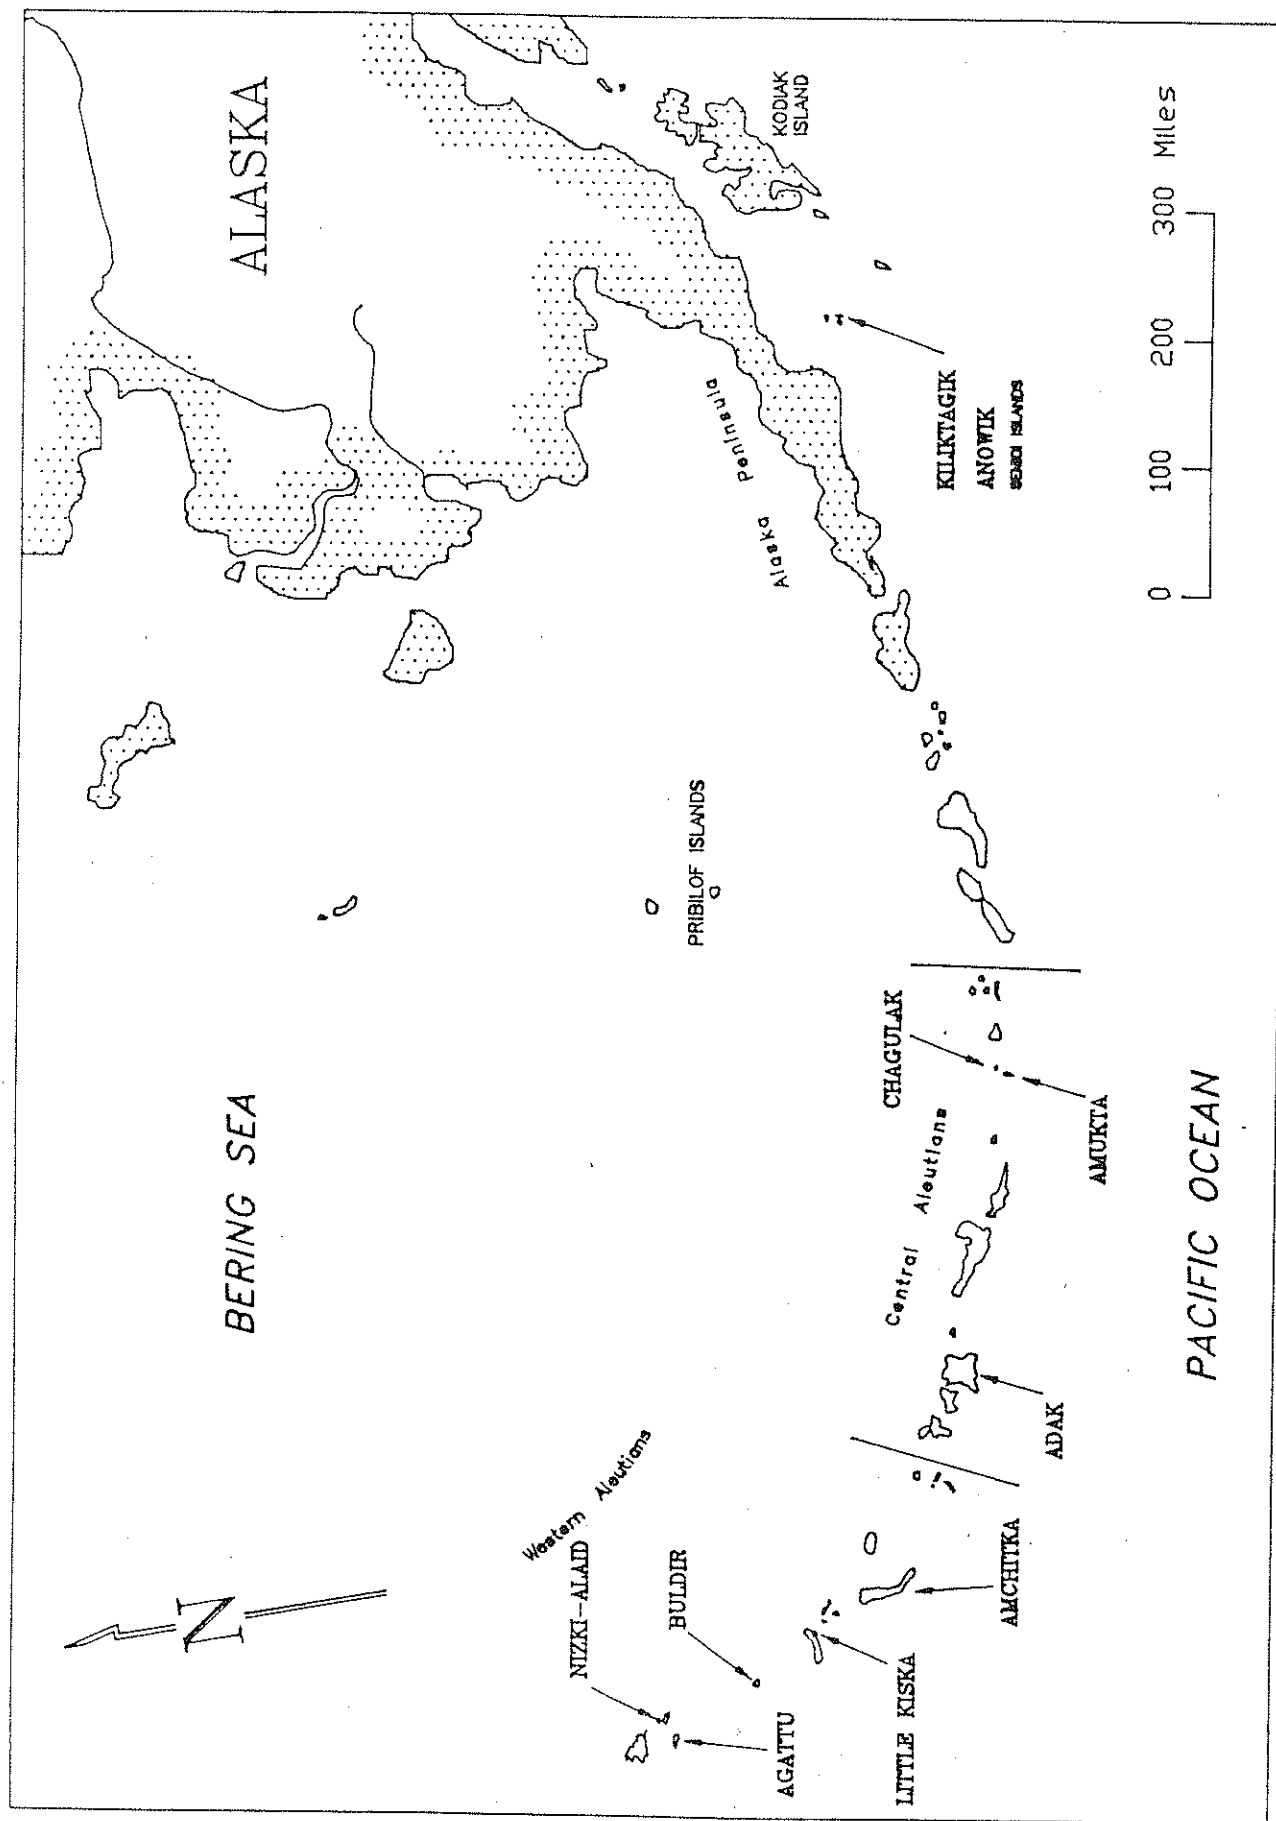 ALASKA
BERING SEA
KODIAK
ISLAND
PRIBILOF ISLANDS
Alaska Peninsula
Western Aleutians
N
NIZKI-ALAID
BULDIR
AGATTU
LITTLE KISKA
AMCHITKA
Central Aleutians
ADAK
CHAGULAK
AMUKTA
KILIKTAGIK
ANOWIK
SEMIDI ISLANDS
0 100 200 300 Miles
PACIFIC OCEAN